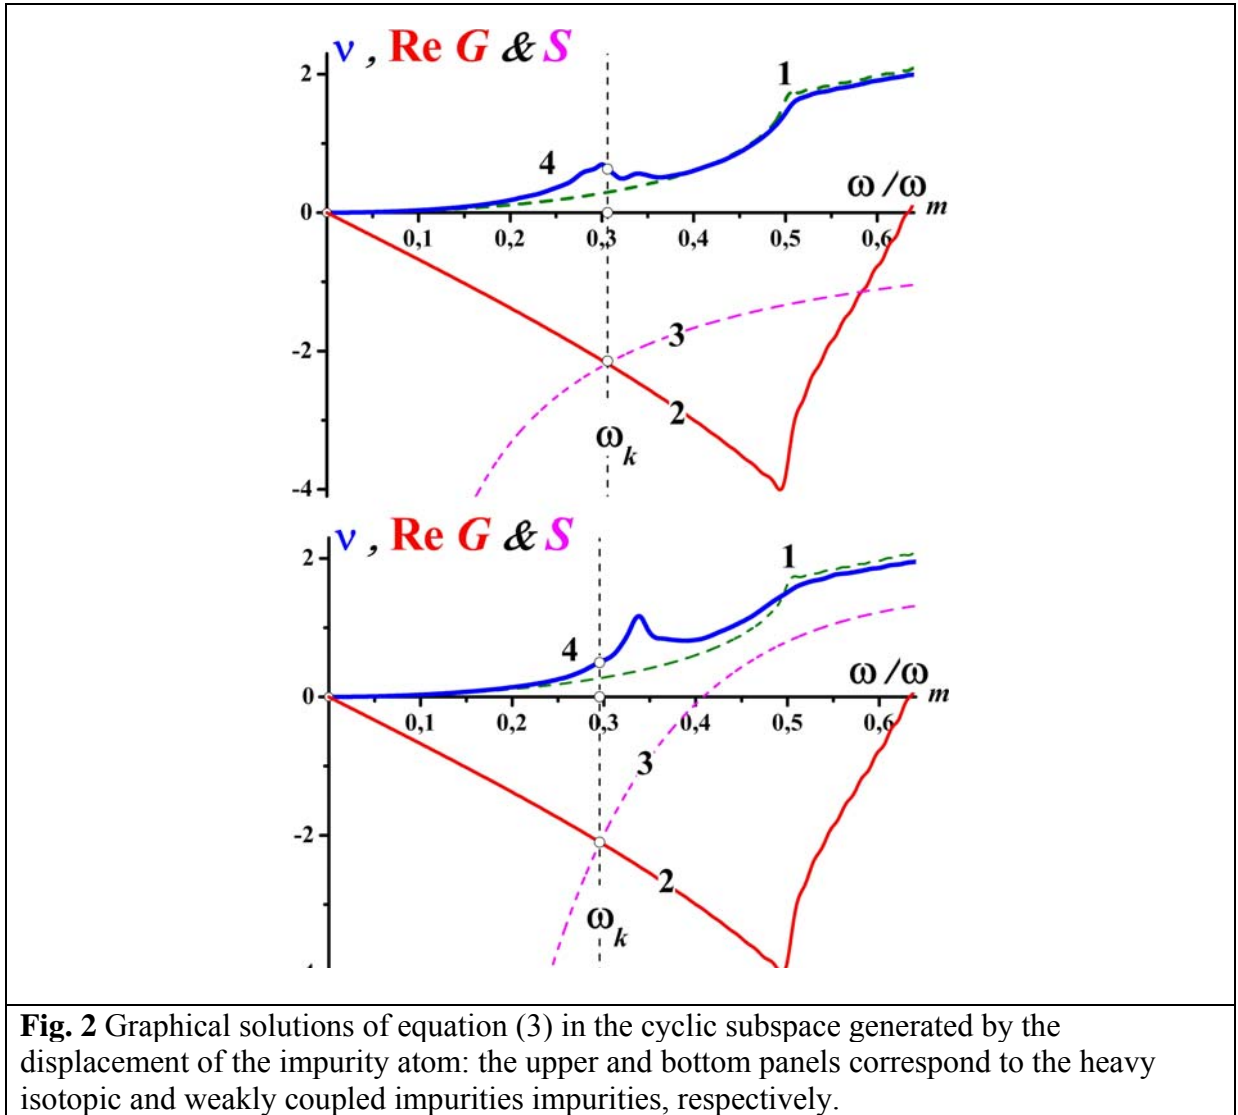 ν , Re G & S
2
1
4
ω /ω m
0
0,1 0,2 0,3 0,4 0,5 0,6
3
-2
2
ω k
-4
ν , Re G & S
2
1
4
ω /ω m
0
0,1 0,2 0,3 0,4 0,5 0,6
3
-2
2
ω k
Fig. 2 Graphical solutions of equation (3) in the cyclic subspace generated by the
displacement of the impurity atom: the upper and bottom panels correspond to the heavy
isotopic and weakly coupled impurities impurities, respectively.